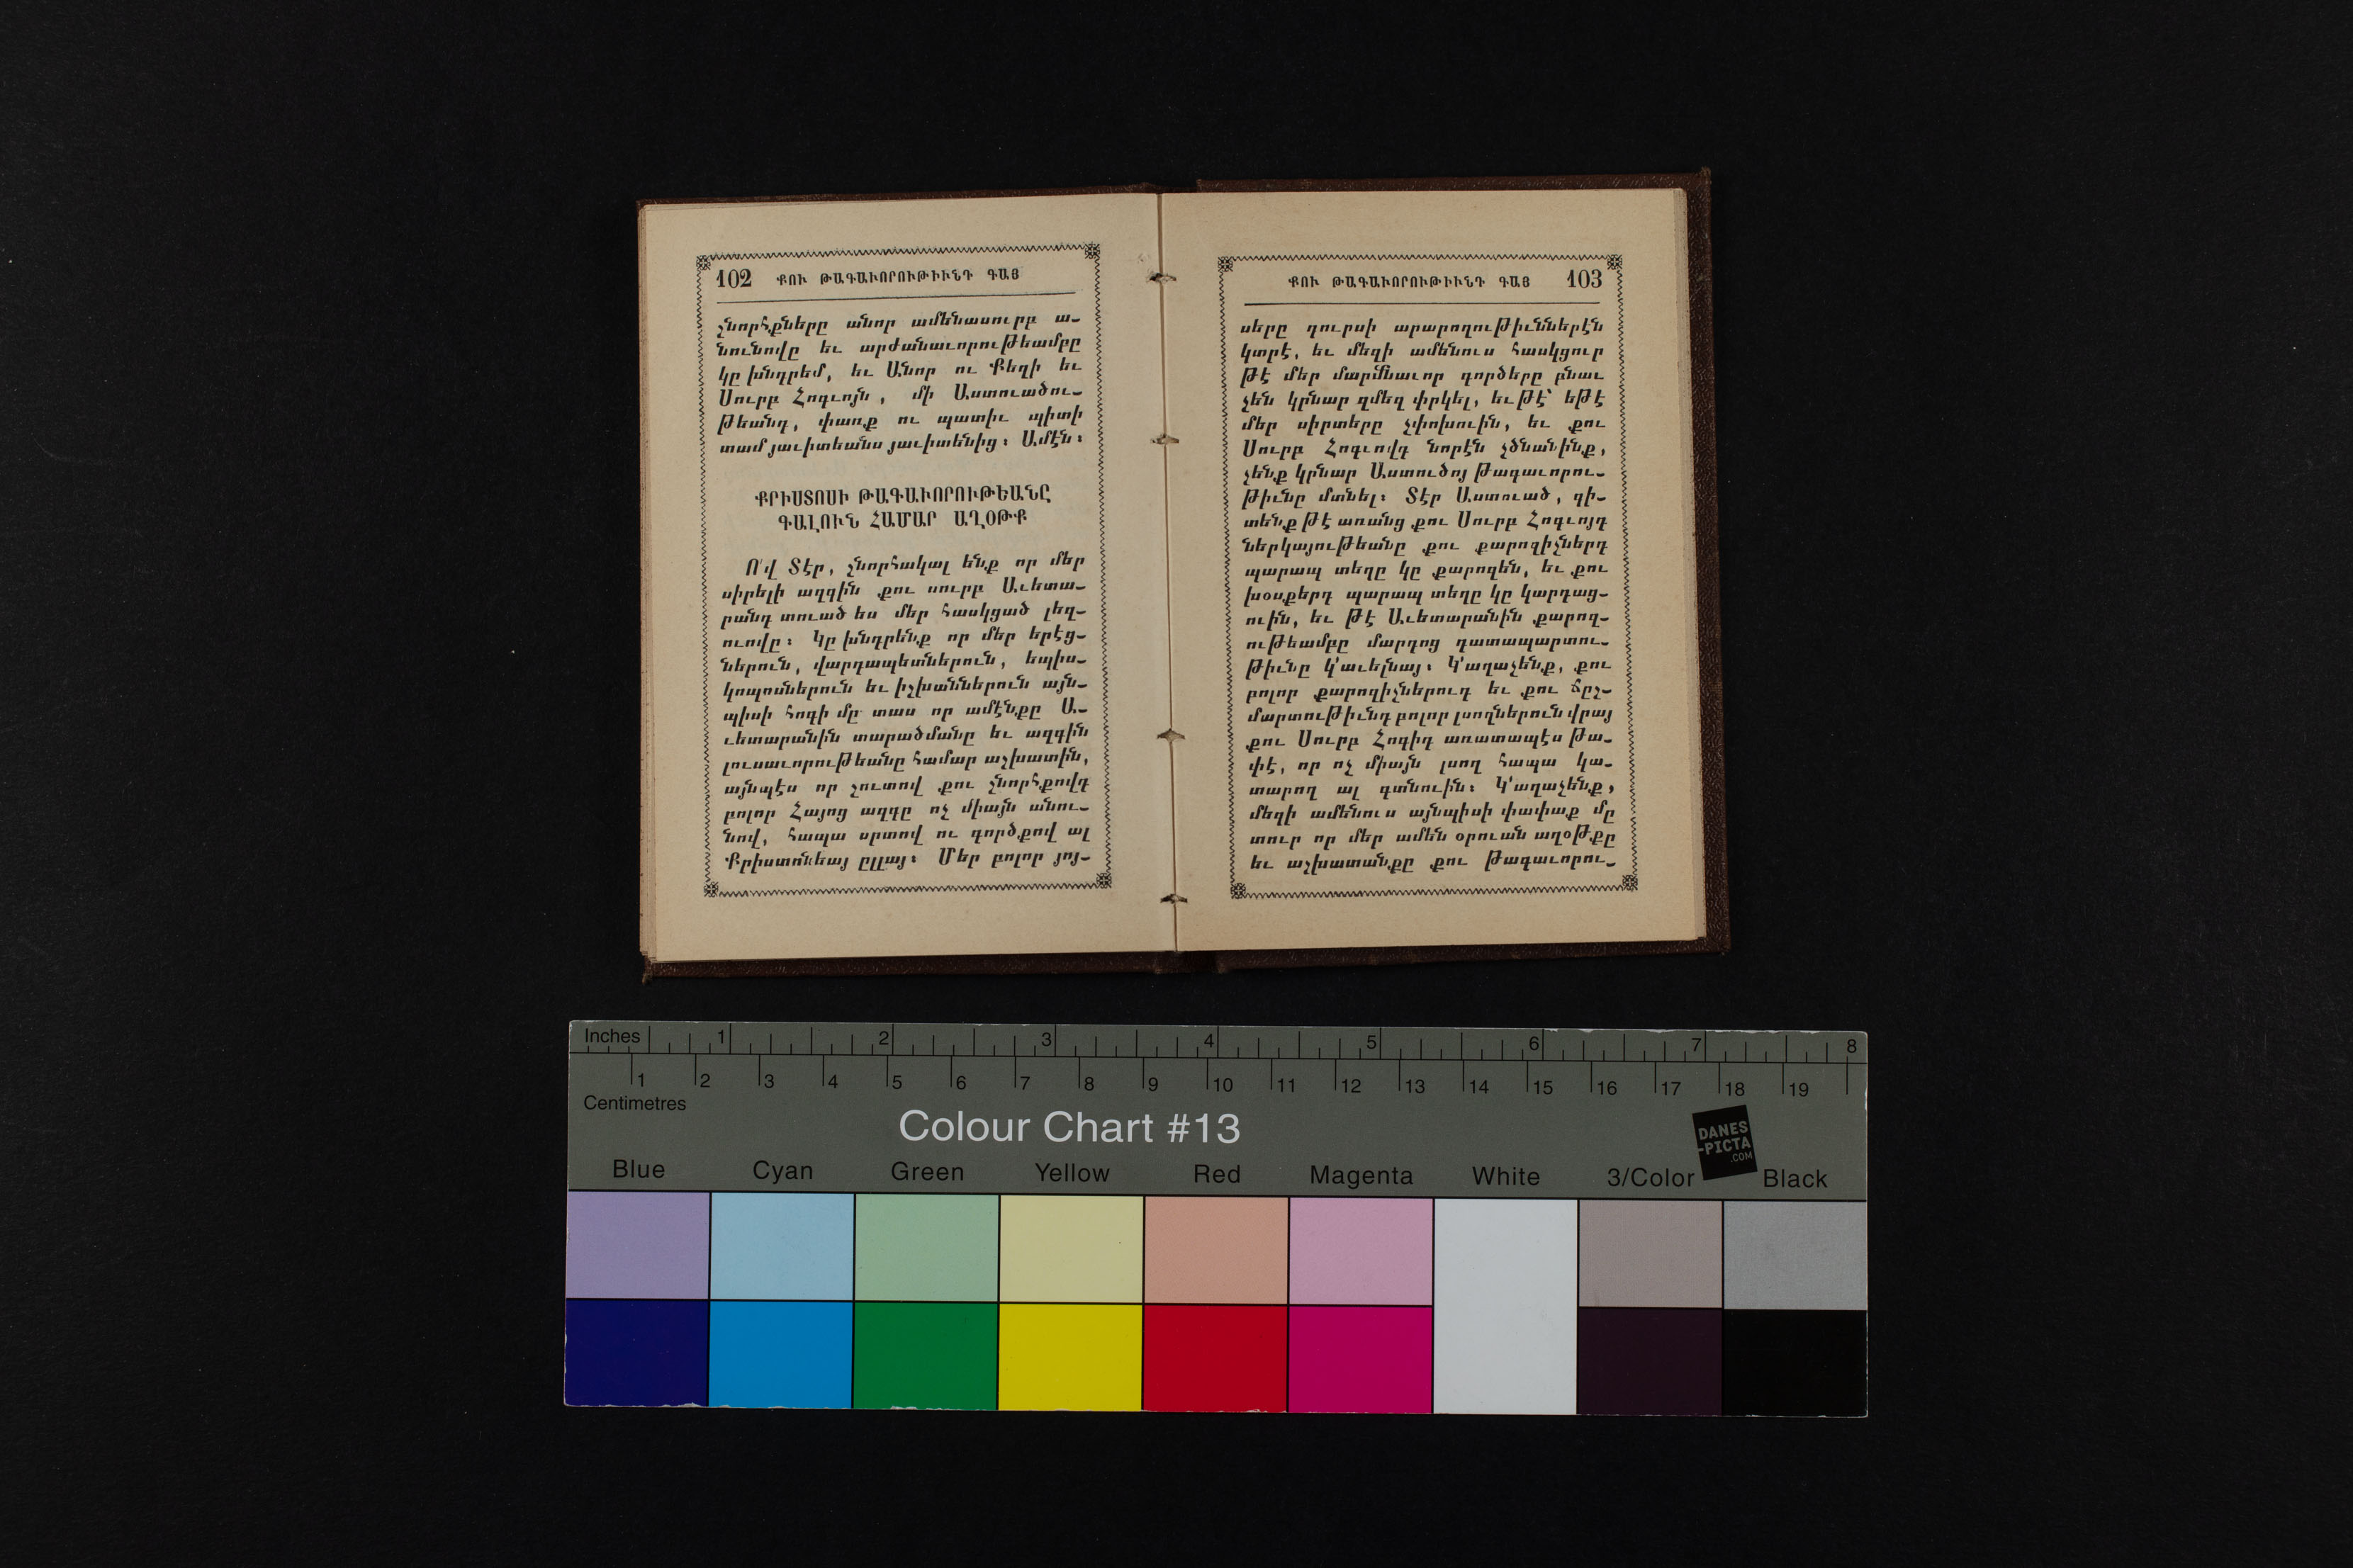 102 ՔՈՒ ԹԱԳԱՒՈՐՈՒԹԻՒՆԴ ԳԱՅ
շնորհքները անոր ամենասուրբ ա-
նունովը եւ արժանաւորութեամբը
կը խնդրեմ, եւ Անոր ու Քեզի եւ
Սուրբ Հոգւոյն, մի Աստուածու-
թեանդ, փառք ու պատիւ պիտի
տամ յաւիտեանս յաւիտենից։ Ամէն։
ՔՐԻՍՏՈՍԻ ԹԱԳԱՒՈՐՈՒԹԵԱՆԸ
ԳԱԼՈՒՆ ՀԱՄԱՐ ԱՂՕԹՔ
Ո՛վ Տէր, շնորհակալ ենք որ մեր
սիրելի ազգին քու սուրբ Աւետա-
րանդ տուած ես մեր հասկցած լեզ-
ուովը։ Կը խնդրենք որ մեր երէց-
ներուն, վարդապետներուն, եպիս-
կոպոսներուն եւ իշխաններուն այն-
պիսի հոգի մը տաս որ ամէնքը Ա-
ւետարանին տարածմանը եւ ազգին
լուսաւորութեանը համար աշխատին,
այնպէս որ շուտով քու շնորհքովդ
բոլոր Հայոց ազգը ոչ միայն անու-
նով, հապա սրտով ու գործքով ալ
Քրիստոնեայ ըլլայ։ Մեր բոլոր յոյ-
ՔՈՒ ԹԱԳԱՒՈՐՈՒԹԻՒՆԴ ԳԱՅ 103
սերը դուրսի արարողութիւններէն
կտրէ, եւ մեզի ամենուս հասկցուր
թէ մեր մարմնաւոր գործերը բնաւ
չեն կրնար զմեզ փրկել, եւ թէ՝ եթէ
մեր սիրտերը չփոխուին, եւ քու
Սուրբ Հոգւովդ նորէն չծնանինք,
չենք կրնար Աստուծոյ թագաւորու-
թիւնը մտնել։ Տէր Աստուած, գի-
տենք թէ առանց քու Սուրբ Հոգւոյդ
ներկայութեանը քու քարոզիչներդ
պարապ տեղը կը քարոզեն, եւ քու
խօսքերդ պարապ տեղը կը կարդաց-
ուին, եւ թէ Աւետարանին քարոզ-
ութեամբը մարդոց դատապարտու-
թիւնը կ՚աւելնայ։ Կ՚աղաչենք, քու
բոլոր քարոզիչներուդ եւ քու ճըշ-
մարտութիւնդ բոլոր լսողներուն վրայ
քու Սուրբ Հոգիդ առատապէս թա-
փէ, որ ոչ միայն լսող հապա կա-
տարող ալ գտնուին։ Կ՚աղաչենք,
մեզի ամենուս այնպիսի փափաք մը
տուր որ մեր ամեն օրուան աղօթքը
եւ աշխատանքը քու թագաւորու-
Inches 1 2 3 4 5 6 7 8
1 2 3 4 5 6 7 8 9 10 11 12 13 14 15 16 17 18 19
Centimetres
Colour Chart #13
DANES
-PICTA
.COM
Blue Cyan Green Yellow Red Magenta White 3/Color Black